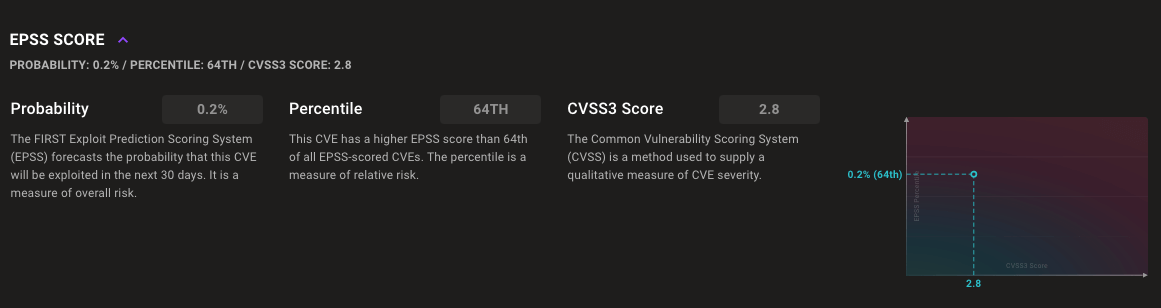 EPSS SCORE
PROBABILITY: 0.2% / PERCENTILE: 64TH / CVSS3 SCORE: 2.8
Probability
0.2%
The FIRST Exploit Prediction Scoring System
(EPSS) forecasts the probability that this CVE
will be exploited in the next 30 days. It is a
measure of overall risk.
Percentile
64TH
This CVE has a higher EPSS score than 64th
of all EPSS-scored CVEs. The percentile is a
measure of relative risk.
CVSS3 Score
2.8
The Common Vulnerability Scoring System
(CVSS) is a method used to supply a
qualitative measure of CVE severity.
0.2% (64th)
EPSS Percentile
CVSS3 Score
2.8